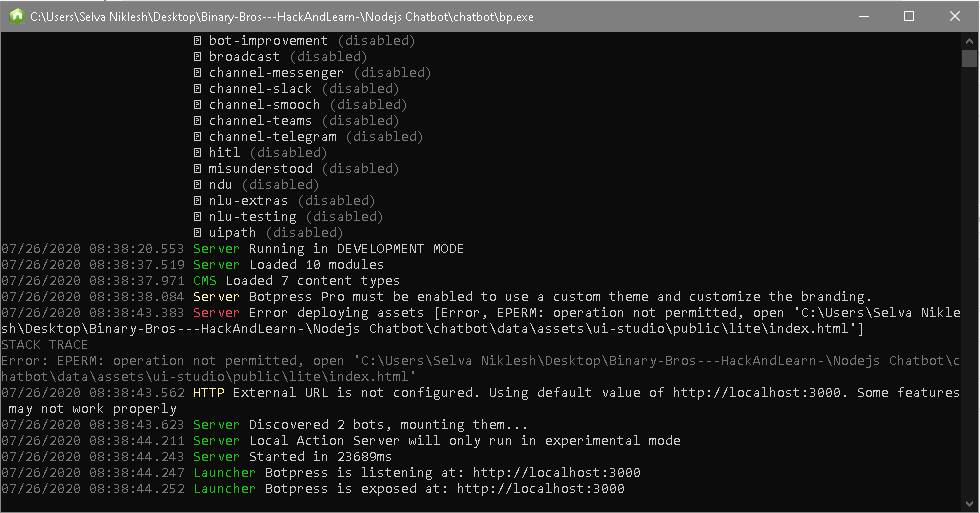 C:\Users\Selva Niklesh\Desktop\Binary-Bros---HackAndLearn-\Nodejs Chatbot\chatbot\bp.exe
bot-improvement (disabled)
broadcast (disabled)
channel-messenger (disabled)
channel-slack (disabled)
channel-smooch (disabled)
channel-teams (disabled)
channel-telegram (disabled)
hitl (disabled)
misunderstood (disabled)
ndu (disabled)
nlu-extras (disabled)
nlu-testing (disabled)
uipath (disabled)
07/26/2020 08:38:20.553 Server Running in DEVELOPMENT MODE
07/26/2020 08:38:37.519 Server Loaded 10 modules
07/26/2020 08:38:37.971 CMS Loaded 7 content types
07/26/2020 08:38:38.084 Server Botpress Pro must be enabled to use a custom theme and customize the branding.
07/26/2020 08:38:43.383 Server Error deploying assets [Error, EPERM: operation not permitted, open 'C:\Users\Selva Nikle
sh\Desktop\Binary-Bros---HackAndLearn-\Nodejs Chatbot\chatbot\data\assets\ui-studio\public\lite\index.html']
STACK TRACE
Error: EPERM: operation not permitted, open 'C:\Users\Selva Niklesh\Desktop\Binary-Bros---HackAndLearn-\Nodejs Chatbot\c
hatbot\data\assets\ui-studio\public\lite\index.html'
07/26/2020 08:38:43.562 HTTP External URL is not configured. Using default value of http://localhost:3000. Some features
may not work properly
07/26/2020 08:38:43.623 Server Discovered 2 bots, mounting them...
07/26/2020 08:38:44.211 Server Local Action Server will only run in experimental mode
07/26/2020 08:38:44.243 Server Started in 23689ms
07/26/2020 08:38:44.247 Launcher Botpress is listening at: http://localhost:3000
07/26/2020 08:38:44.252 Launcher Botpress is exposed at: http://localhost:3000